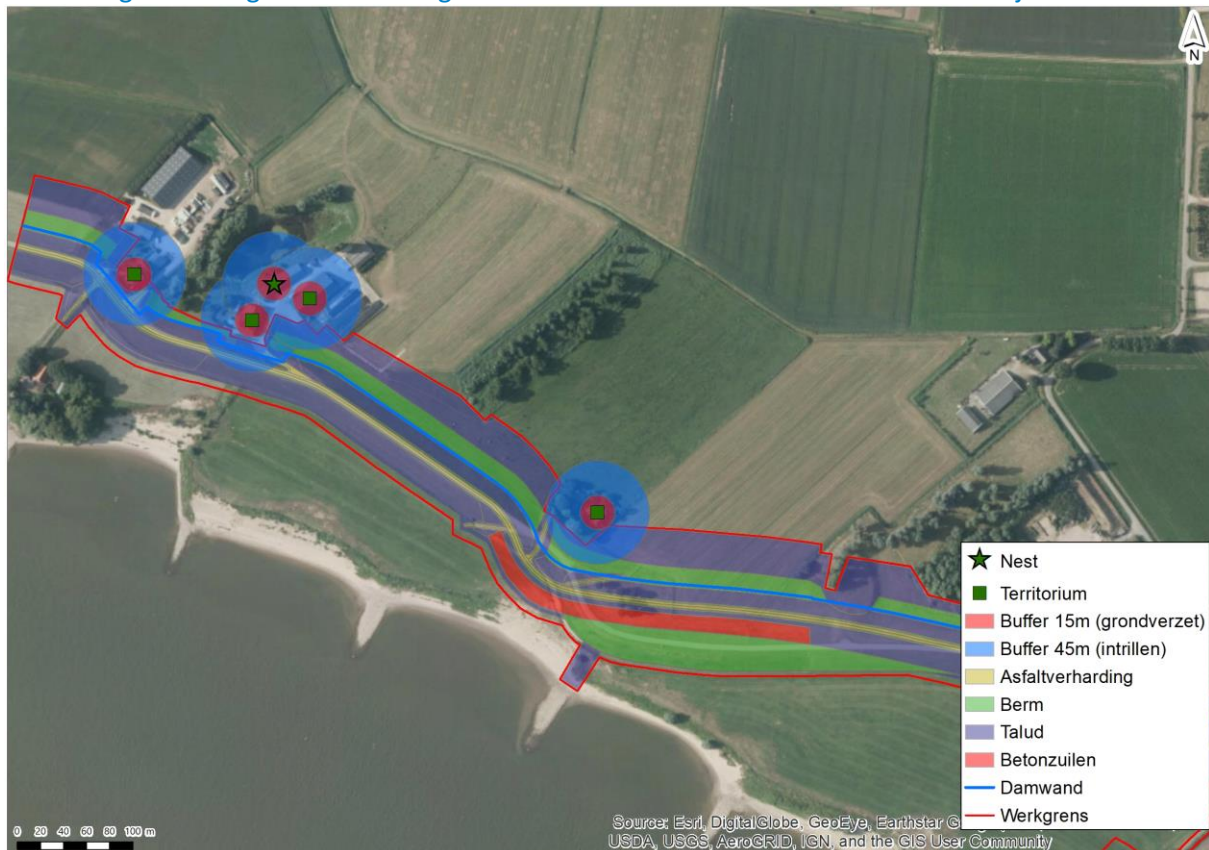 N
Nest
Territorium
Buffer 15m (grondverzet)
Buffer 45m (intrillen)
Asfaltverharding
Berm
Talud
Betonzuilen
Damwand
Werkgrens
0 20 40 60 80 100 m
Source: Esri, DigitalGlobe, GeoEye, Earthstar
USDA, USGS, AeroGRID, IGN, and the GIS User Community